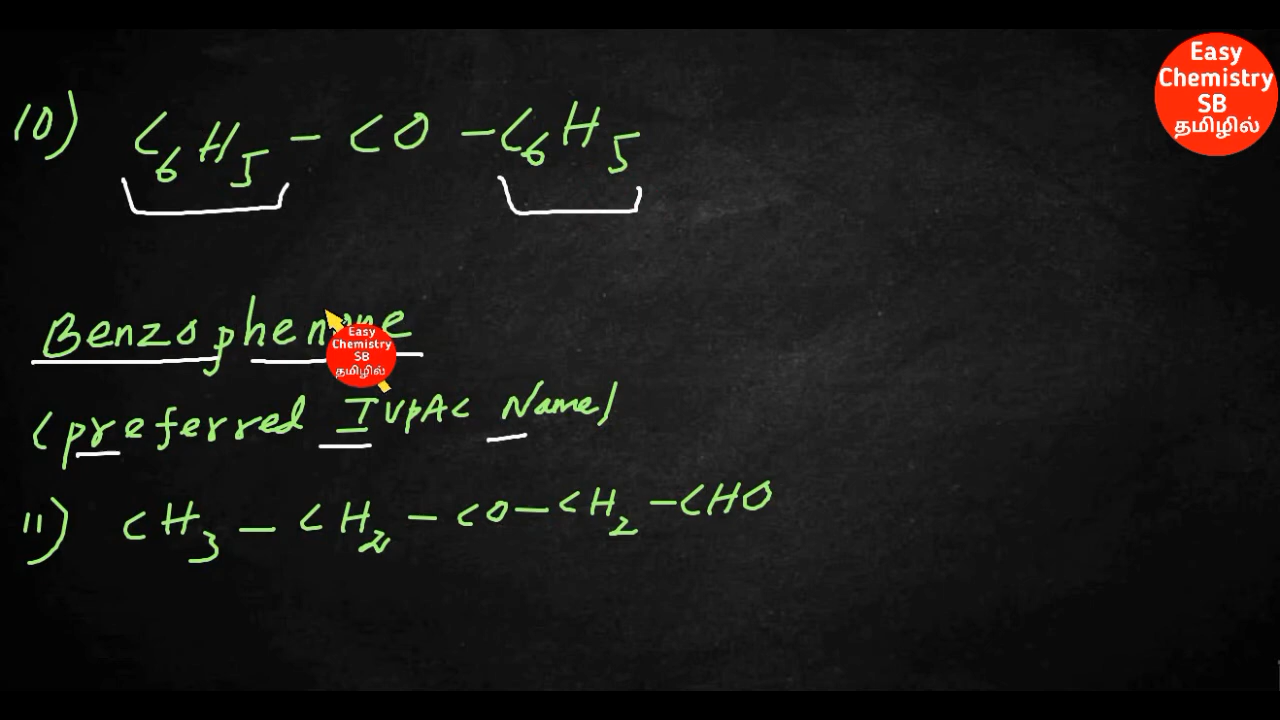 10) C6H5 - CO - C6H5
Easy
Chemistry
SB
தமிழில்
Benzophenone
Easy
Chemistry
SB
தமிழில்
(preferred IUPAC Name)
11) CH3 - CH2 - CO - CH2 - CHO